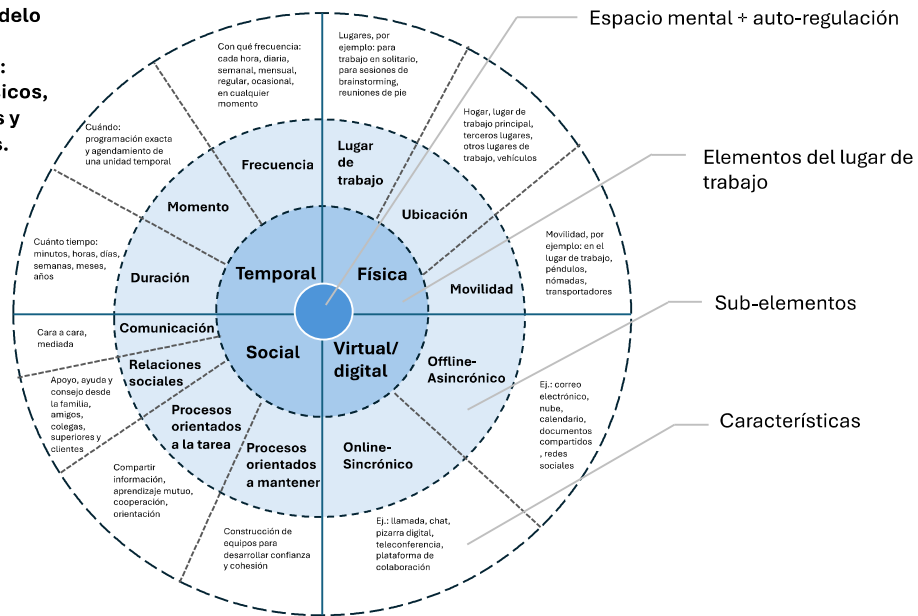 delo
:
sicos,
s y
s.
Espacio mental + auto-regulación
Elementos del lugar de
trabajo
Sub-elementos
Características
Con qué frecuencia:
cada hora, diaria,
semanal, mensual,
regular, ocasional,
en cualquier
momento
Lugares, por
ejemplo: para
trabajo en solitario,
para sesiones de
brainstorming,
reuniones de pie
Hogar, lugar de
trabajo principal,
terceros lugares,
otros lugares de
trabajo, vehículos
Movilidad, por
ejemplo: en el
lugar de trabajo,
péndulos,
nómadas,
transportadores
Cuándo:
programación exacta
y agendamiento de
una unidad temporal
Cuánto tiempo:
minutos, horas, días,
semanas, meses,
años
Frecuencia
Momento
Duración
Lugar
de
trabajo
Ubicación
Movilidad
Temporal
Física
Social
Virtual/
digital
Comunicación
Relaciones
sociales
Procesos
orientados
a la tarea
Procesos
orientados
a mantener
Offline-
Asincrónico
Online-
Sincrónico
Cara a cara,
mediada
Apoyo, ayuda y
consejo desde
la familia,
amigos,
colegas,
superiores y
clientes
Compartir
información,
aprendizaje mutuo,
cooperación,
orientación
Construcción de
equipos para
desarrollar confianza
y cohesión
Ej.: llamada, chat,
pizarra digital,
teleconferencia,
plataforma de
colaboración
Ej.: correo
electrónico,
nube,
calendario,
documentos
compartidos
, redes
sociales